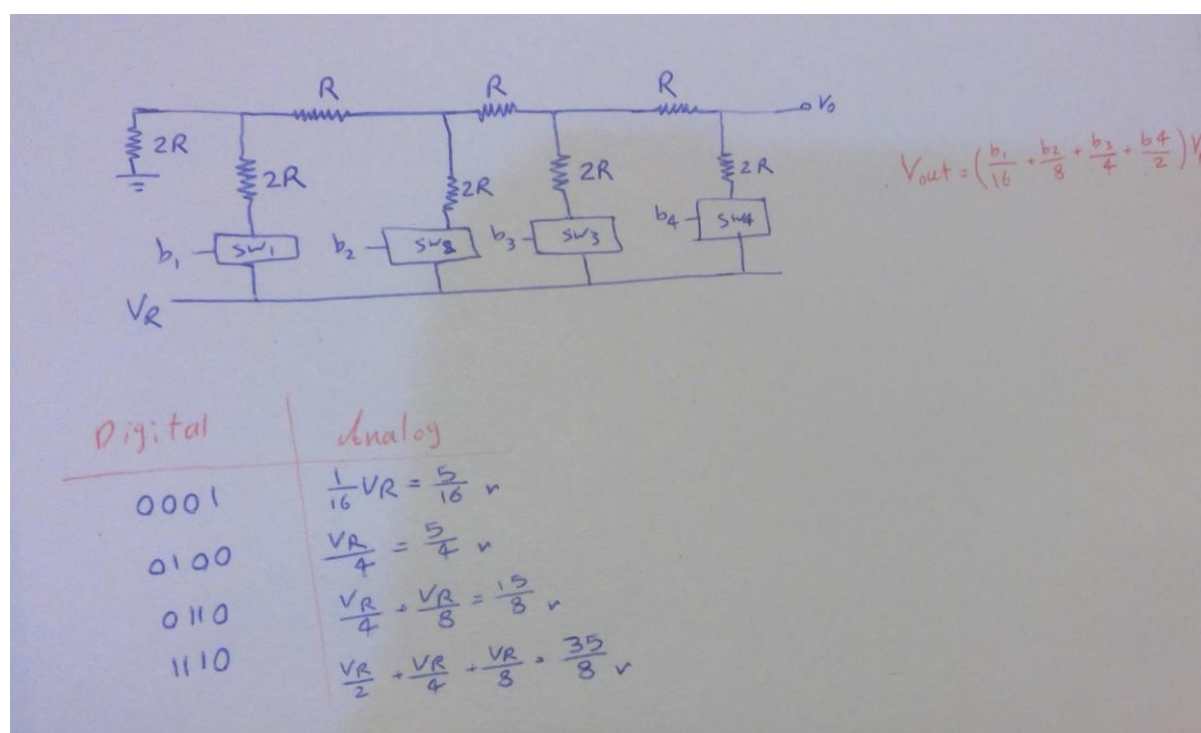 R R R
Vo
2R 2R 2R 2R 2R
Vout = (b1/16 + b2/8 + b3/4 + b4/2) V
b1 SW1 b2 SW2 b3 SW3 b4 SW4
VR
Digital Analog
0001 1/16 VR = 5/16 v
0100 VR/4 = 5/4 v
0110 VR/4 + VR/8 = 15/8 v
1110 VR/2 + VR/4 + VR/8 = 35/8 v